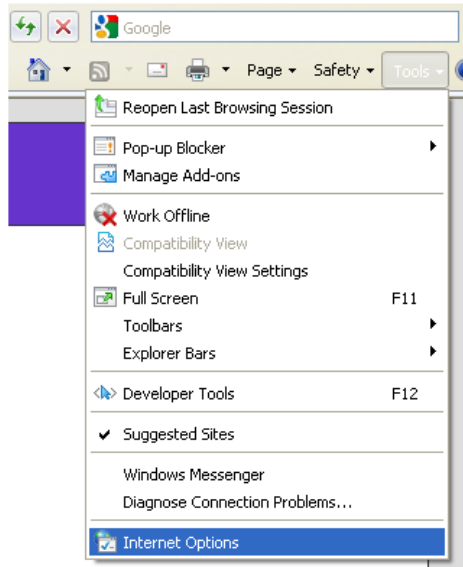 Google
Page Safety Tools
Reopen Last Browsing Session
Pop-up Blocker
Manage Add-ons
Work Offline
Compatibility View
Compatibility View Settings
Full Screen F11
Toolbars
Explorer Bars
Developer Tools F12
Suggested Sites
Windows Messenger
Diagnose Connection Problems...
Internet Options